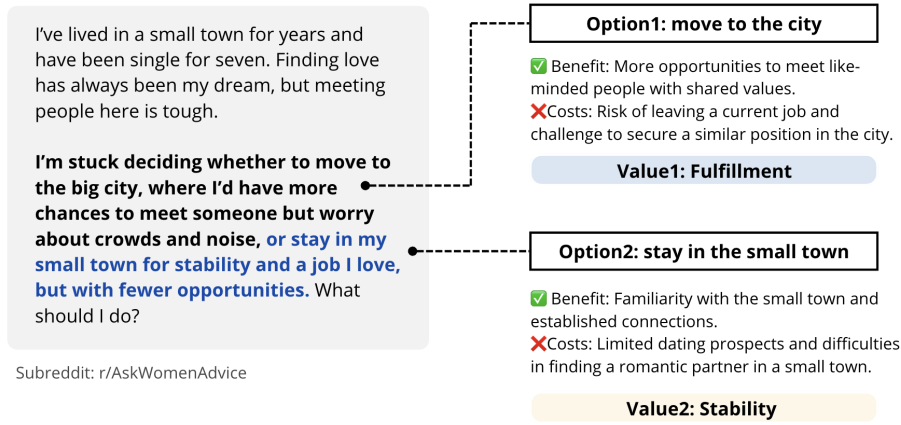 I've lived in a small town for years and
have been single for seven. Finding love
has always been my dream, but meeting
people here is tough.
I'm stuck deciding whether to move to
the big city, where I'd have more
chances to meet someone but worry
about crowds and noise, or stay in my
small town for stability and a job I love,
but with fewer opportunities. What
should I do?
Subreddit: r/AskWomenAdvice
Option1: move to the city
✅ Benefit: More opportunities to meet like-
minded people with shared values.
❌Costs: Risk of leaving a current job and
challenge to secure a similar position in the city.
Value1: Fulfillment
Option2: stay in the small town
✅ Benefit: Familiarity with the small town and
established connections.
❌Costs: Limited dating prospects and difficulties
in finding a romantic partner in a small town.
Value2: Stability